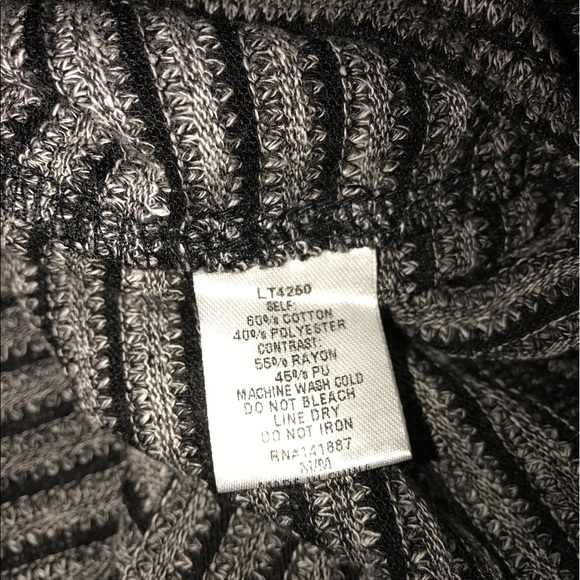 LT4250
SELF:
60% COTTON
40% POLYESTER
CONTRAST:
55% RAYON
45% PU
MACHINE WASH COLD
DO NOT BLEACH
LINE DRY
DO NOT IRON
RN#141887
M/M